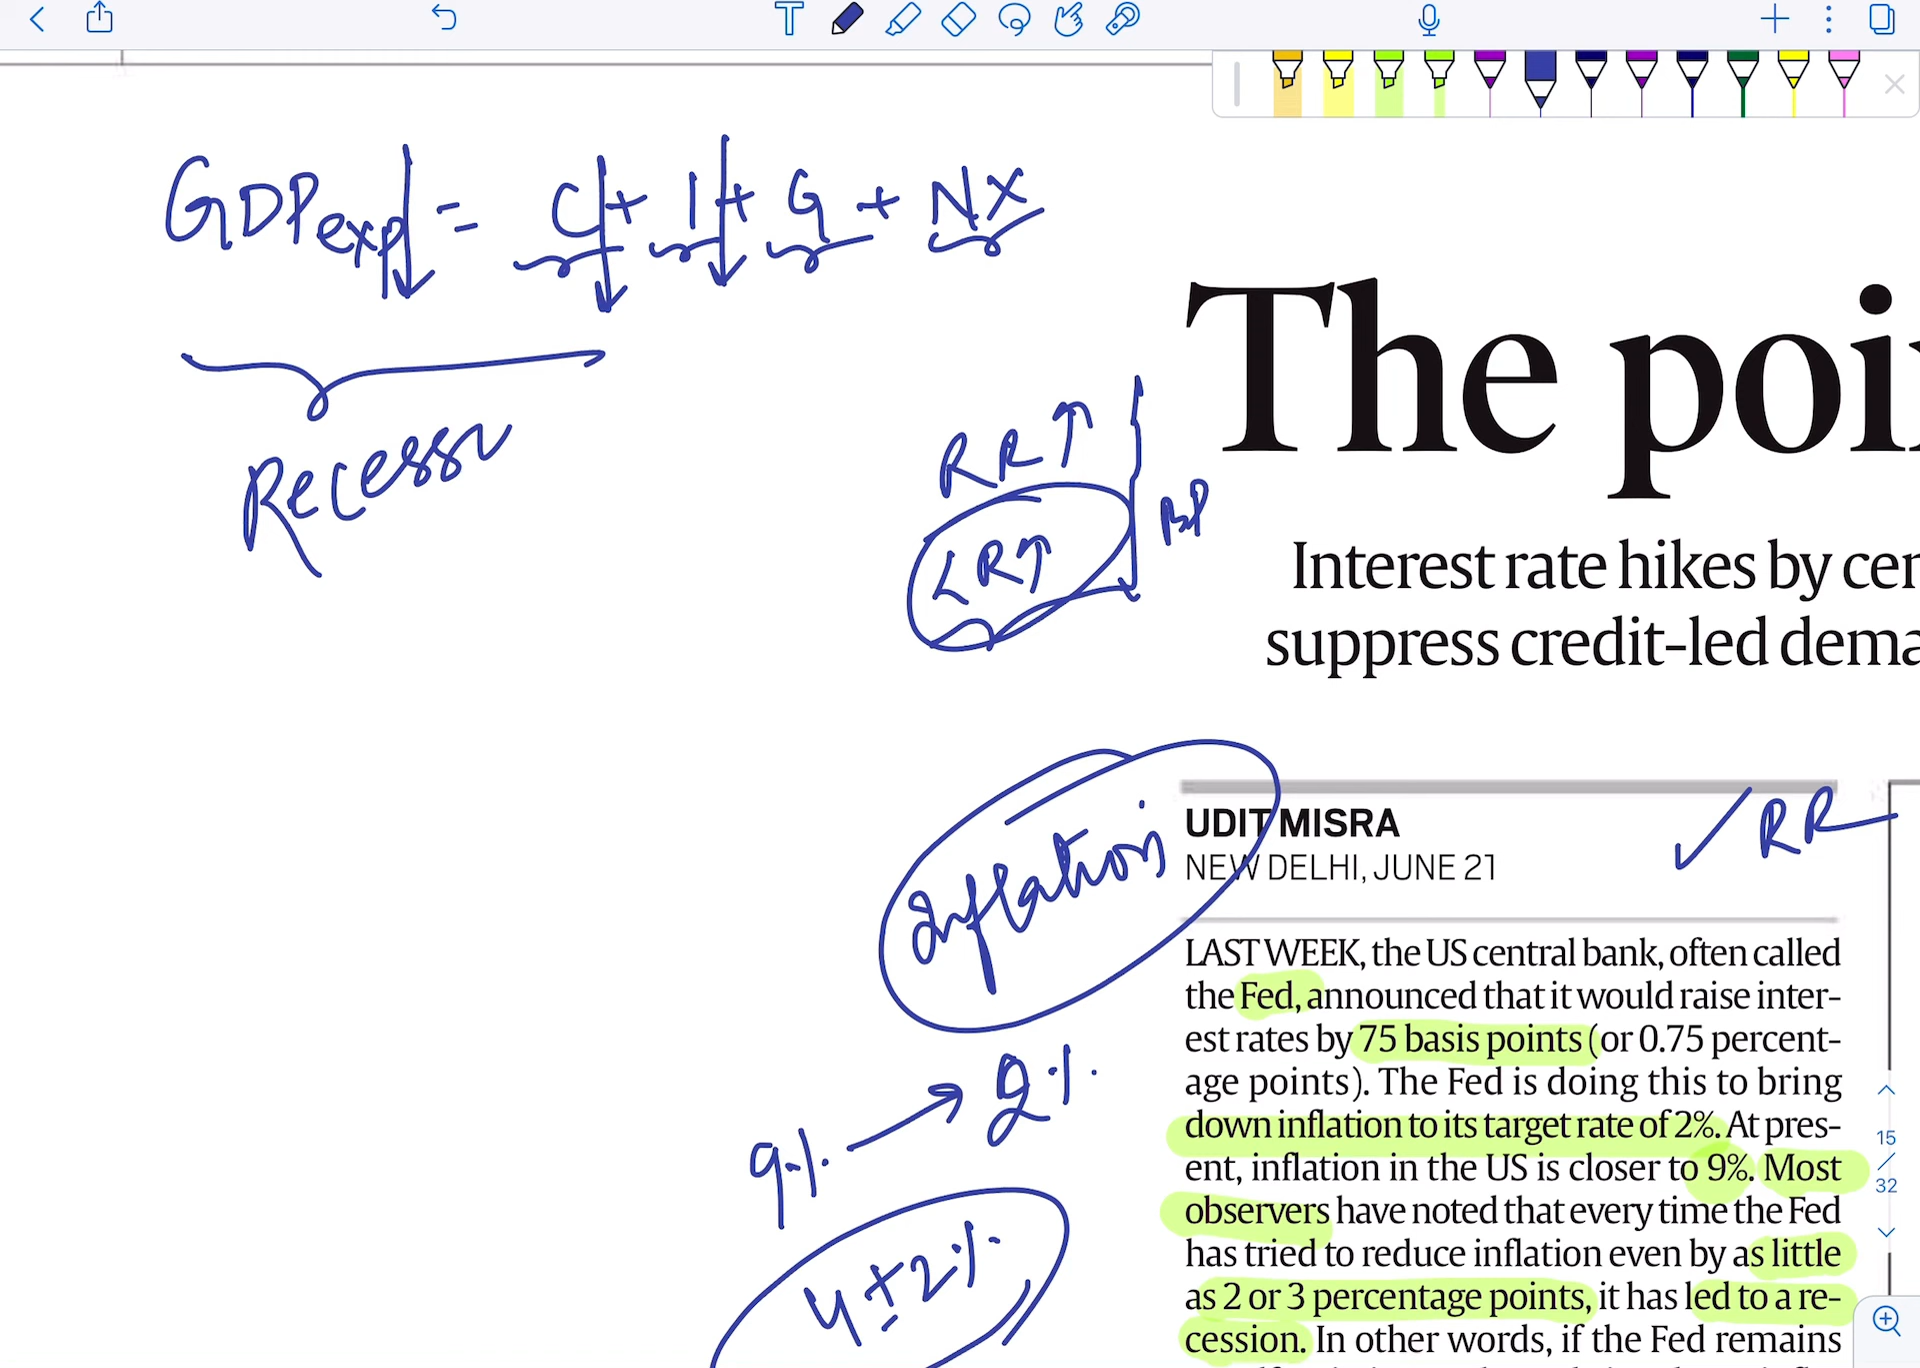 GDPexp = C + I + G + NX
Recessn
RR↑
LR↑
BP
The poi
Interest rate hikes by cer
suppress credit-led dema
Inflation
9% → 2%
4 ± 2%
UDIT MISRA
NEW DELHI, JUNE 21
✓ RR
LAST WEEK, the US central bank, often called
the Fed, announced that it would raise inter-
est rates by 75 basis points (or 0.75 percent-
age points). The Fed is doing this to bring
down inflation to its target rate of 2%. At pres-
ent, inflation in the US is closer to 9%. Most
observers have noted that every time the Fed
has tried to reduce inflation even by as little
as 2 or 3 percentage points, it has led to a re-
cession. In other words, if the Fed remains
15
32